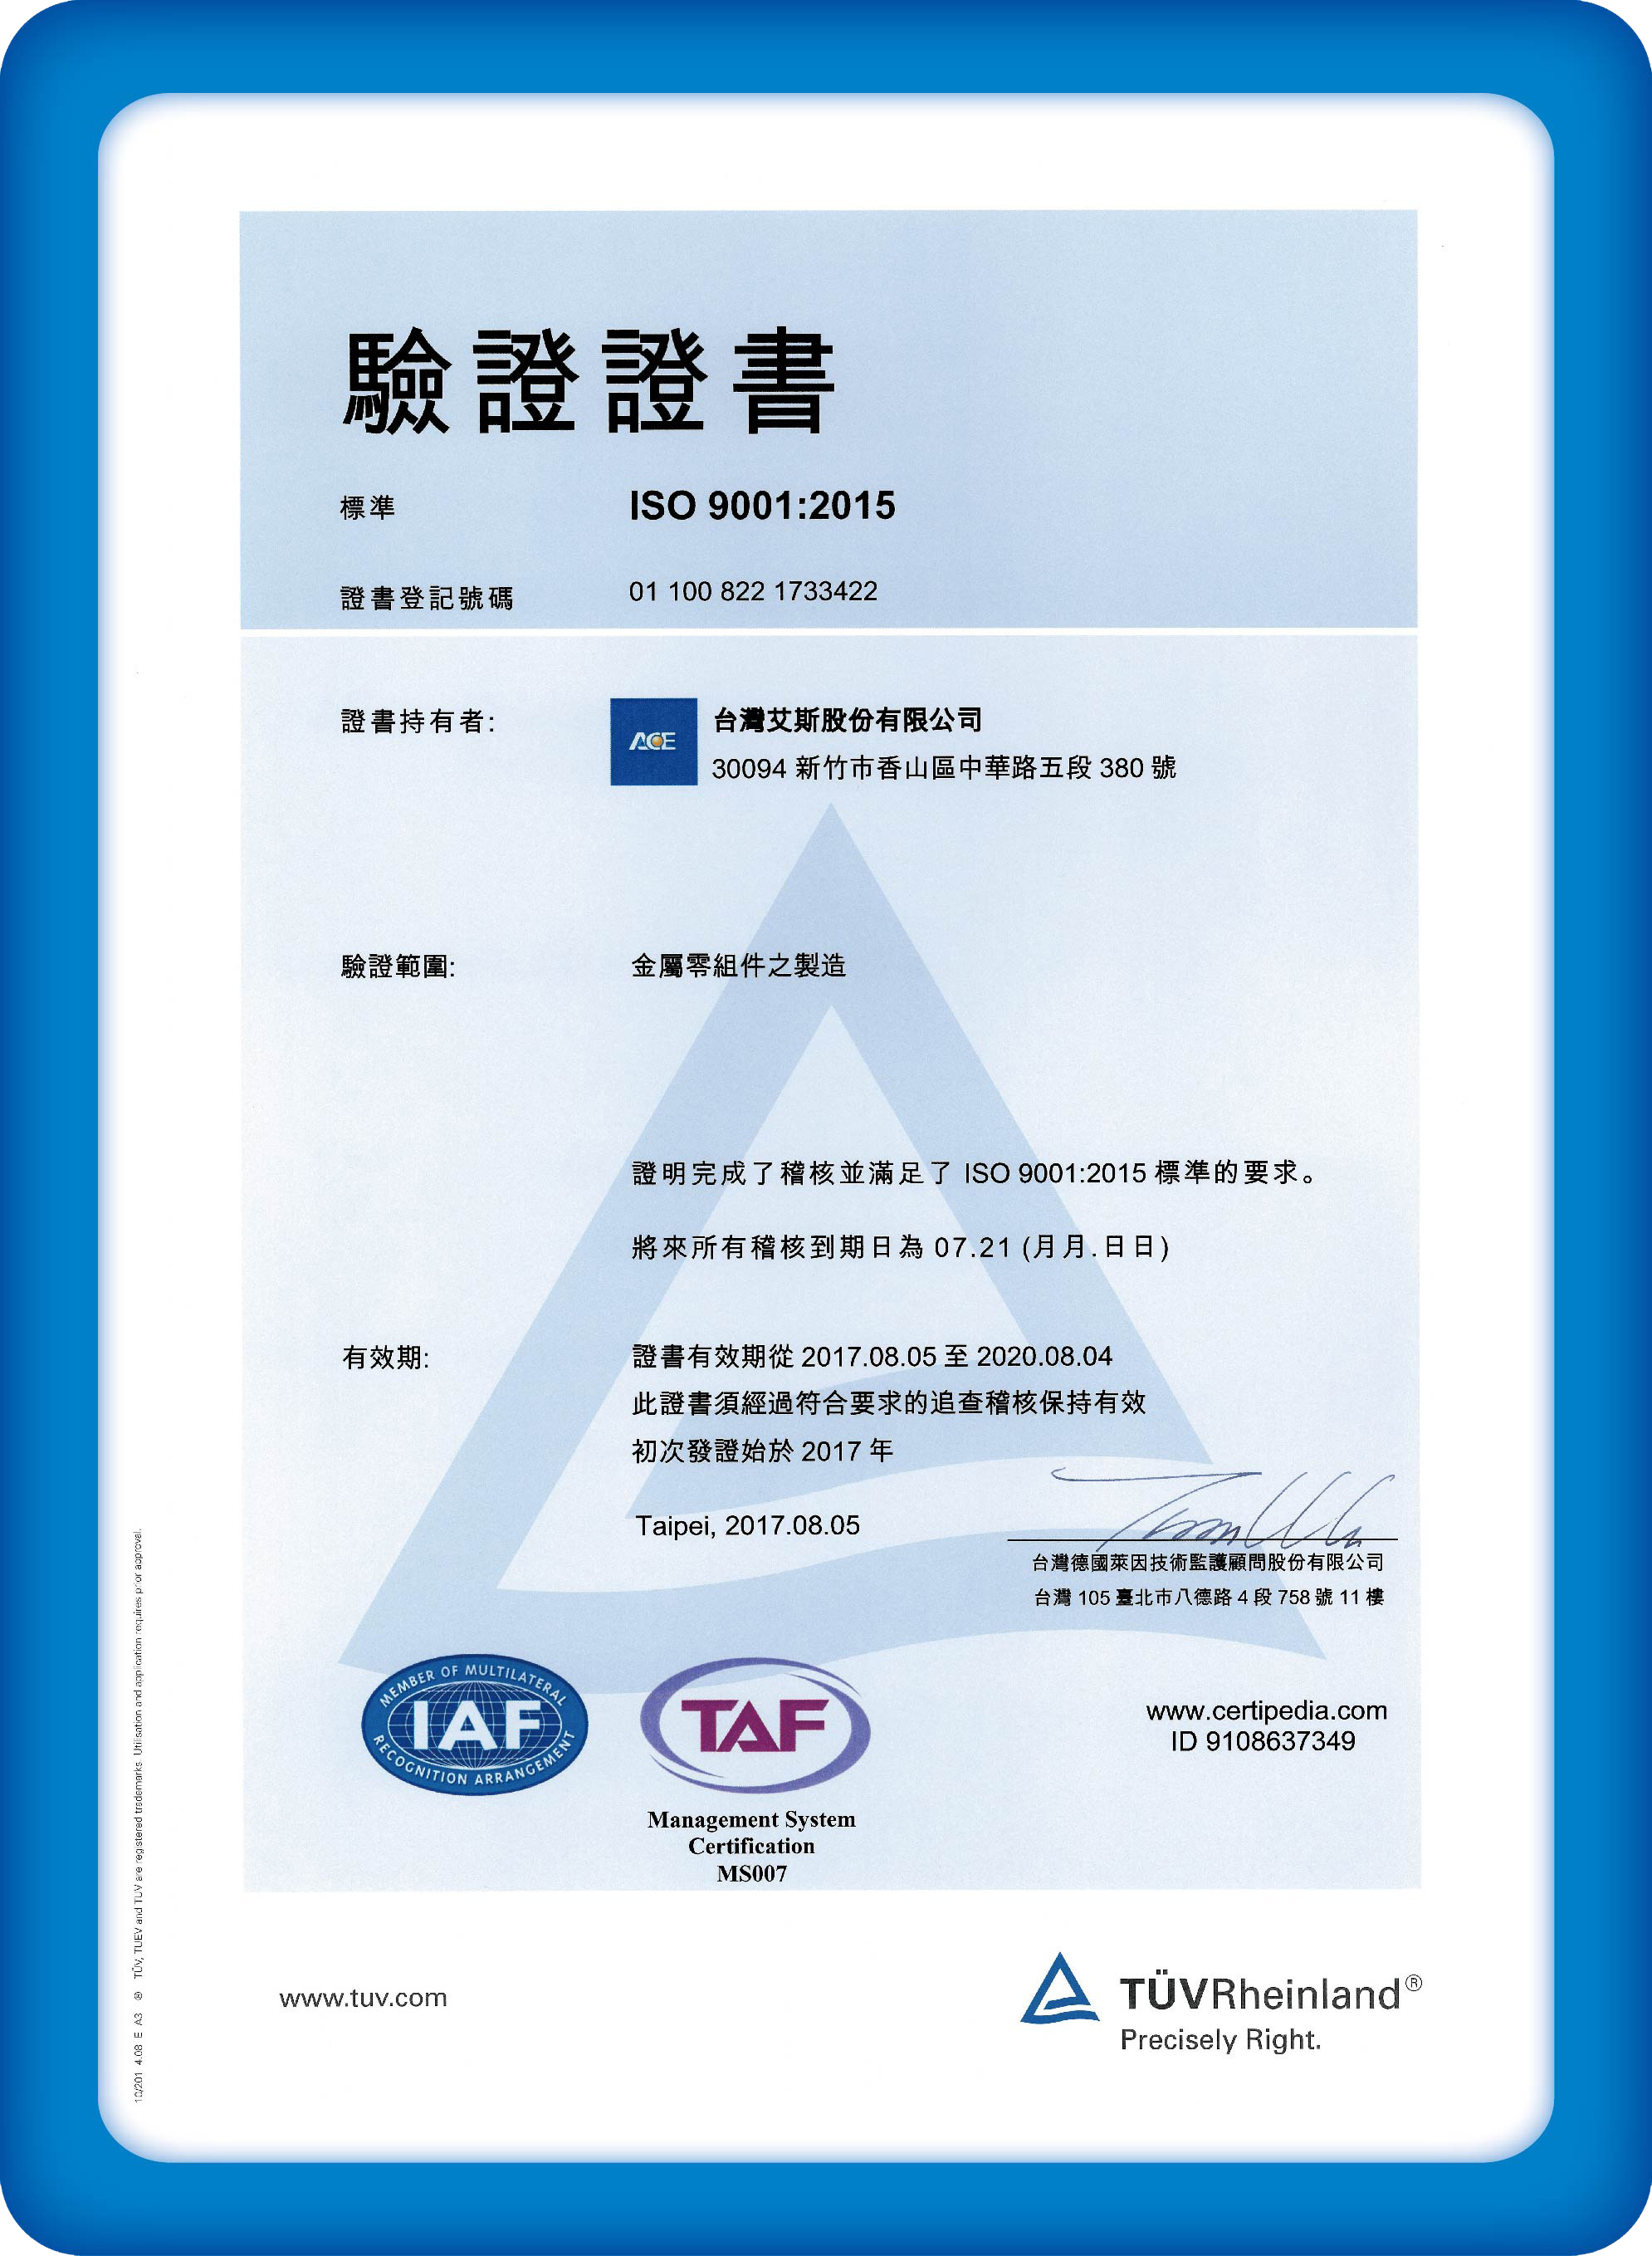 驗證證書
標準 ISO 9001:2015
證書登記號碼 01 100 822 1733422
證書持有者: ACE 台灣艾斯股份有限公司
30094 新竹市香山區中華路五段 380 號
驗證範圍: 金屬零組件之製造
證明完成了稽核並滿足了 ISO 9001:2015 標準的要求。
將來所有稽核到期日為 07.21 (月月.日日)
有效期: 證書有效期從 2017.08.05 至 2020.08.04
此證書須經過符合要求的追查稽核保持有效
初次發證始於 2017 年
Taipei, 2017.08.05
台灣德國萊因技術監護顧問股份有限公司
台灣 105 臺北市八德路 4 段 758 號 11 樓
MEMBER OF MULTILATERAL
IAF
RECOGNITION ARRANGEMENT
TAF
Management System
Certification
MS007
www.certipedia.com
ID 9108637349
www.tuv.com
TÜVRheinland®
Precisely Right.
® TÜV, TUEV and TUV are registered trademarks. Utilisation and application requires prior approval.